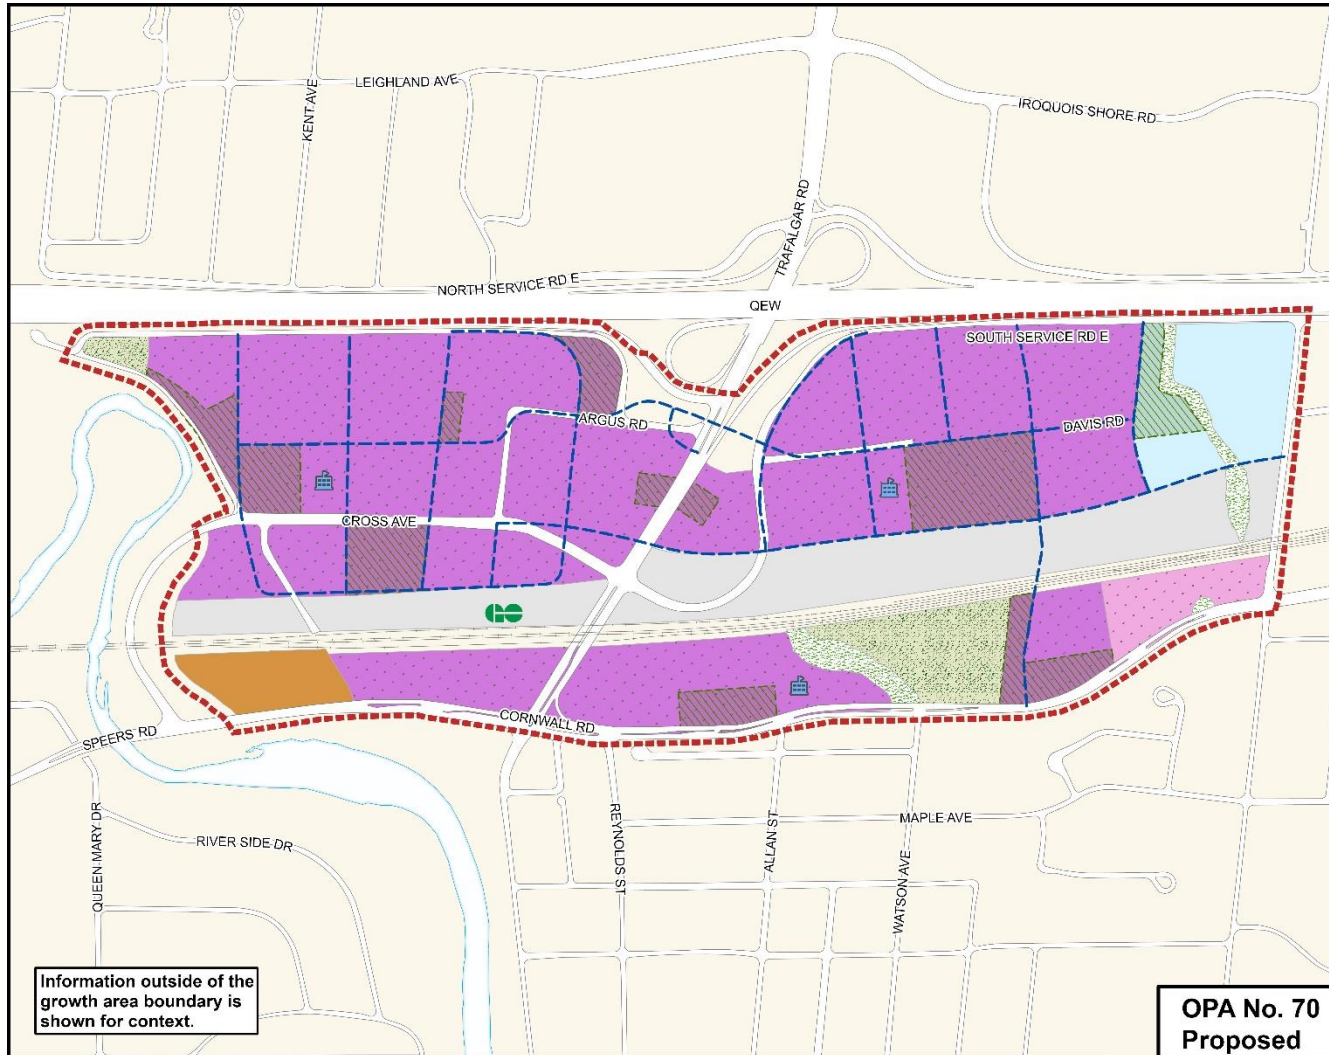 LEIGHLAND AVE
KENT AVE
IROQUOIS SHORE RD
TRAFALGAR RD
NORTH SERVICE RD E
QEW
SOUTH SERVICE RD E
ARGUS RD
DAVIS RD
CROSS AVE
GO
CORNWALL RD
SPEERS RD
QUEEN MARY DR
RIVER SIDE DR
REYNOLDS ST
ALLAN ST
MAPLE AVE
WATSON AVE
Information outside of the
growth area boundary is
shown for context.
OPA No. 70
Proposed